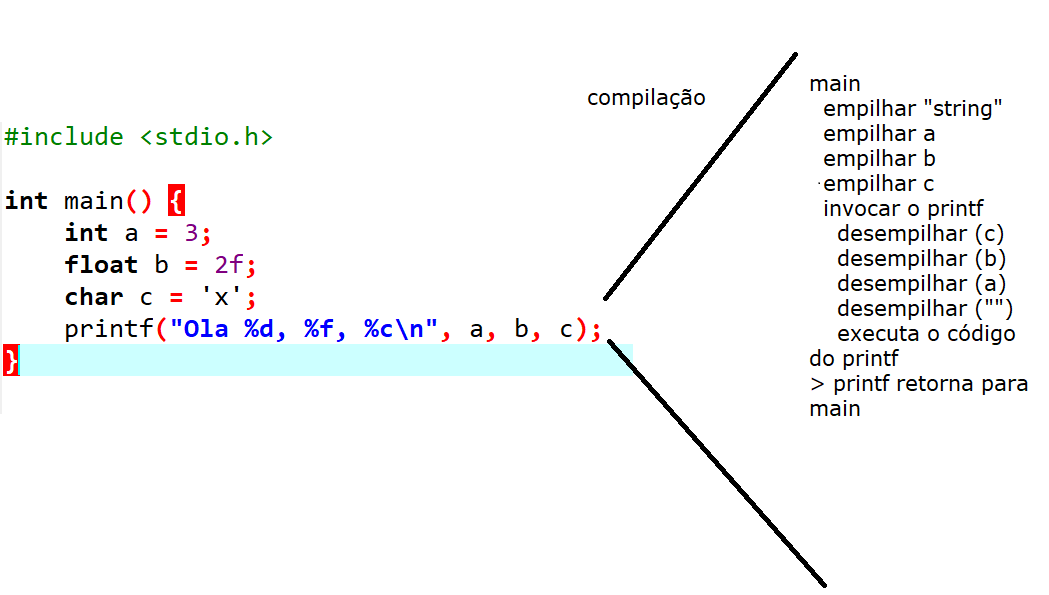 #include <stdio.h>
int main() {
int a = 3;
float b = 2f;
char c = 'x';
printf("Ola %d, %f, %c\n", a, b, c);
}
compilação
main
empilhar "string"
empilhar a
empilhar b
empilhar c
invocar o printf
desempilhar (c)
desempilhar (b)
desempilhar (a)
desempilhar ("")
executa o código
do printf
> printf retorna para
main